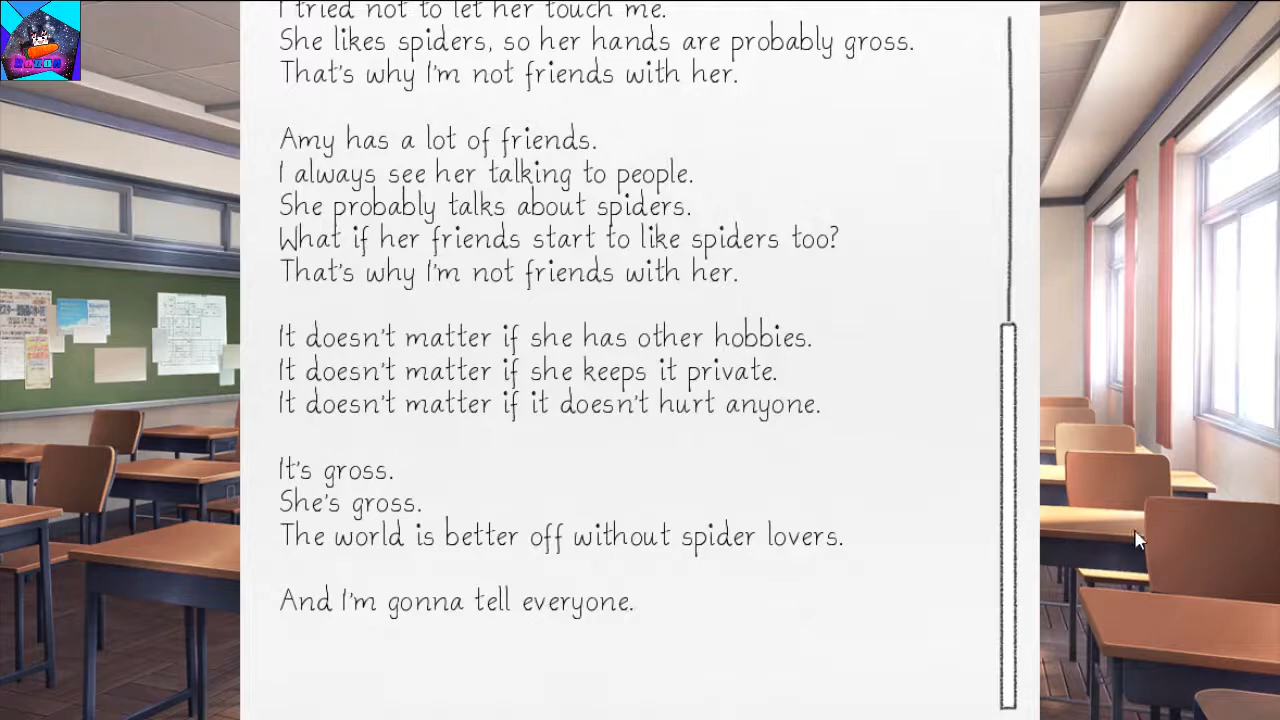 I tried not to let her touch me.
She likes spiders, so her hands are probably gross.
That's why I'm not friends with her.
Amy has a lot of friends.
I always see her talking to people.
She probably talks about spiders.
What if her friends start to like spiders too?
That's why I'm not friends with her.
It doesn't matter if she has other hobbies.
It doesn't matter if she keeps it private.
It doesn't matter if it doesn't hurt anyone.
It's gross.
She's gross.
The world is better off without spider lovers.
And I'm gonna tell everyone.